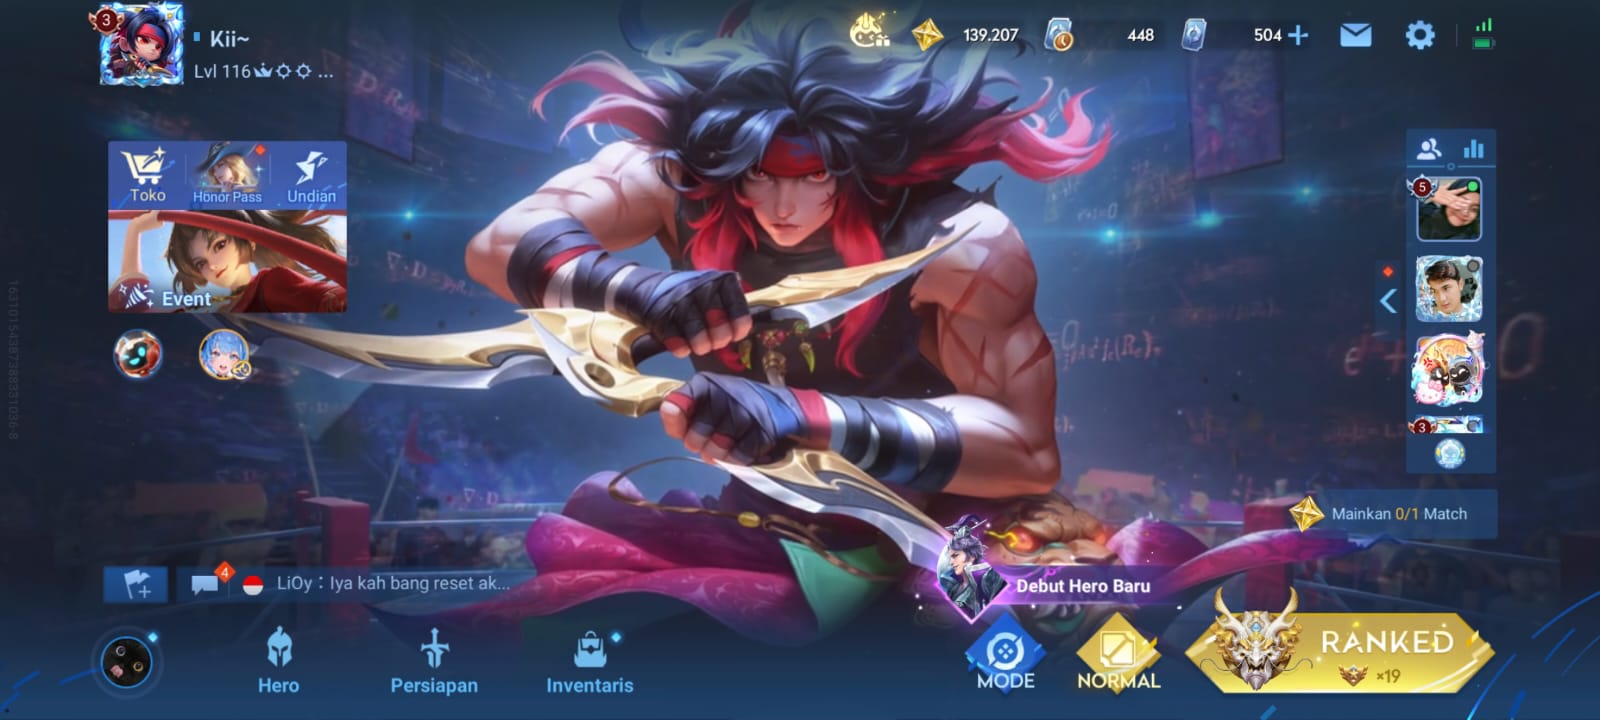 3
Kii~
Lvl 116 ...
139.207
448
504
Toko
Honor Pass
Undian
Event
5
3
Mainkan 0/1 Match
4
LiOy : Iya kah bang reset ak...
Debut Hero Baru
Hero
Persiapan
Inventaris
MODE
NORMAL
RANKED
×19